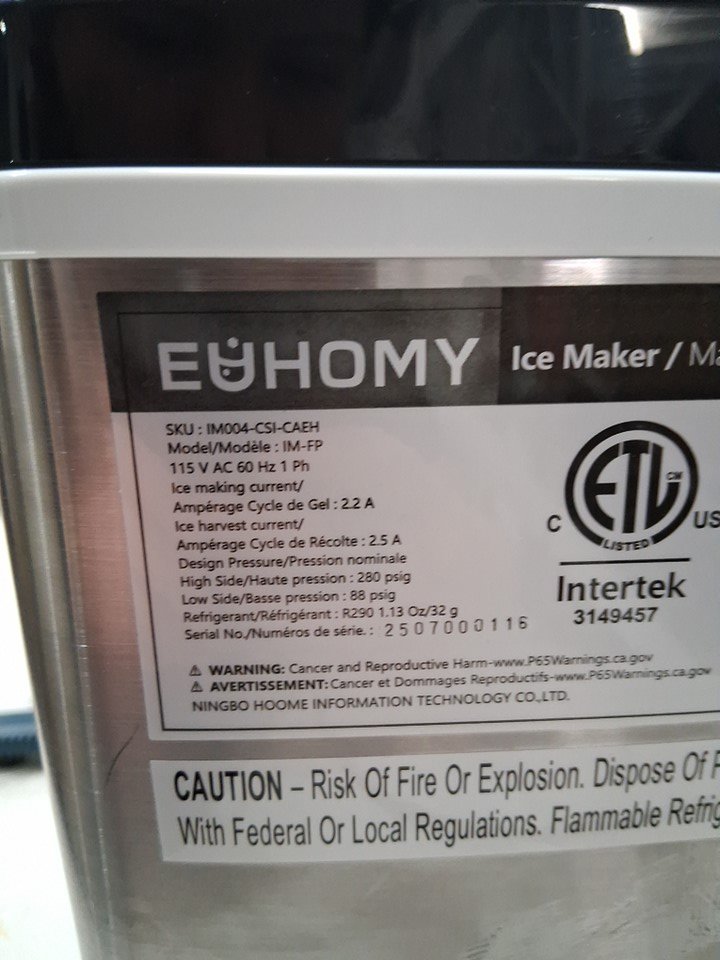 EUHOMY
Ice Maker /
SKU : IM004-CSI-CAEH
Model/Modèle : IM-FP
115 V AC 60 Hz 1 Ph
Ice making current/
Ampérage Cycle de Gel : 2.2 A
Ice harvest current/
Ampérage Cycle de Récolte : 2.5 A
Design Pressure/Pression nominale
High Side/Haute pression : 280 psig
Low Side/Basse pression : 88 psig
Refrigerant/Réfrigérant : R290 1.13 Oz/32 g
Serial No./Numéros de série. : 2507000116
ETL CM
C US
LISTED
Intertek
3149457
⚠ WARNING: Cancer and Reproductive Harm-www.P65Warnings.ca.gov
⚠ AVERTISSEMENT: Cancer et Dommages Reproductifs-www.P65Warnings.ca.gov
NINGBO HOOME INFORMATION TECHNOLOGY CO.,LTD.
CAUTION – Risk Of Fire Or Explosion. Dispose Of
With Federal Or Local Regulations. Flammable